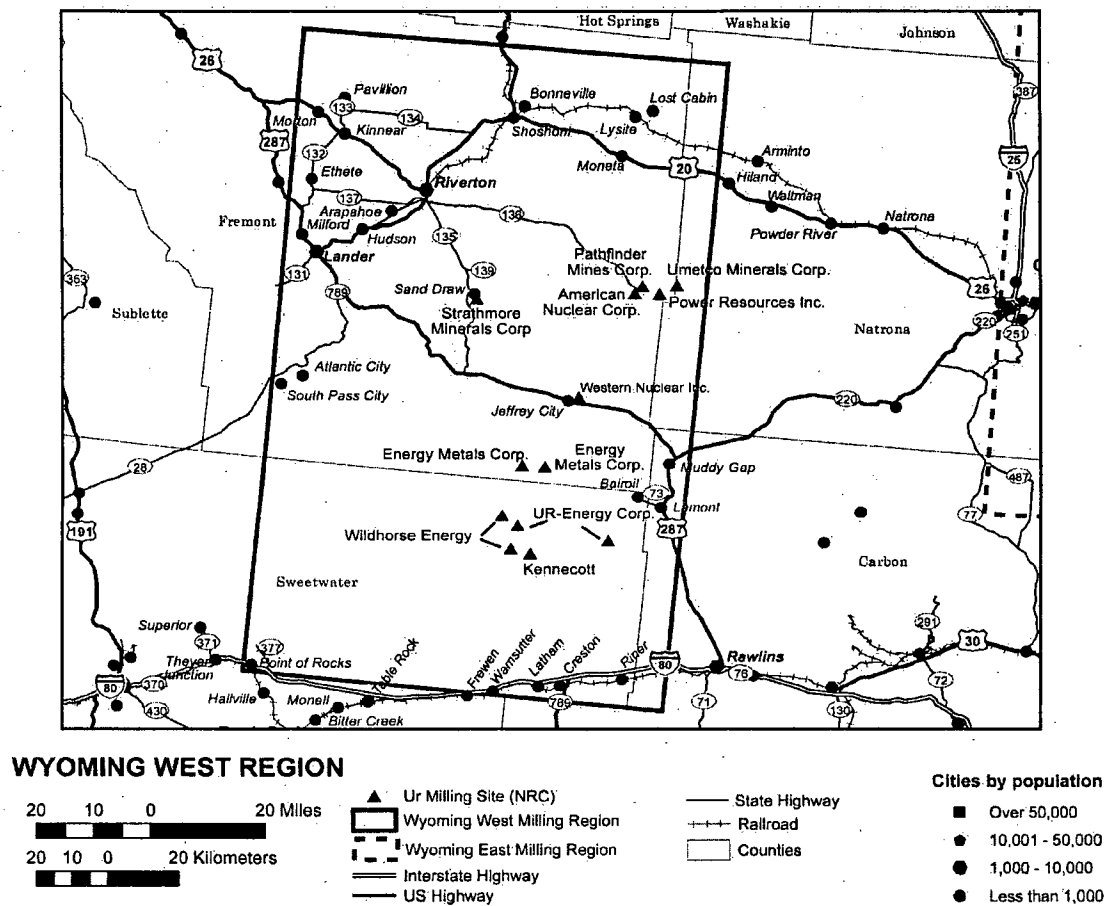 Hot Springs
Washakie
Johnson
26
387
Pavillion
133
134
Bonneville
Lost Cabin
Morton
Kinnear
Shoshoni
Lysite
287
132
Moneta
Arminto
25
Ethete
Riverton
20
Hiland
137
Waltman
Arapahoe
136
Fremont
Milford
Hudson
135
Powder River
Natrona
Lander
Pathfinder
Mines Corp.
Umetco Minerals Corp.
131
139
789
Sand Draw
American
Nuclear Corp.
Power Resources Inc.
26
353
Sublette
Strathmore
Minerals Corp
Natrona
220
251
Atlantic City
South Pass City
Western Nuclear Inc.
Jeffrey City
220
Energy Metals Corp.
Energy
Metals Corp.
Muddy Gap
28
Bairoil
73
Lamont
487
77
UR-Energy Corp.
191
Wildhorse Energy
287
Kennecott
Carbon
Sweetwater
Superior
371
377
291
30
Thayer
Junction
Point of Rocks
Table Rock
Frewen
Wamsutter
Latham
Creston
Riner
80
Rawlins
76
80
370
430
Hallville
Monell
Bitter Creek
789
71
130
72
WYOMING WEST REGION
20 10 0 20 Miles
20 10 0 20 Kilometers
Ur Milling Site (NRC)
Wyoming West Milling Region
Wyoming East Milling Region
Interstate Highway
US Highway
State Highway
Railroad
Counties
Cities by population
Over 50,000
10,001 - 50,000
1,000 - 10,000
Less than 1,000